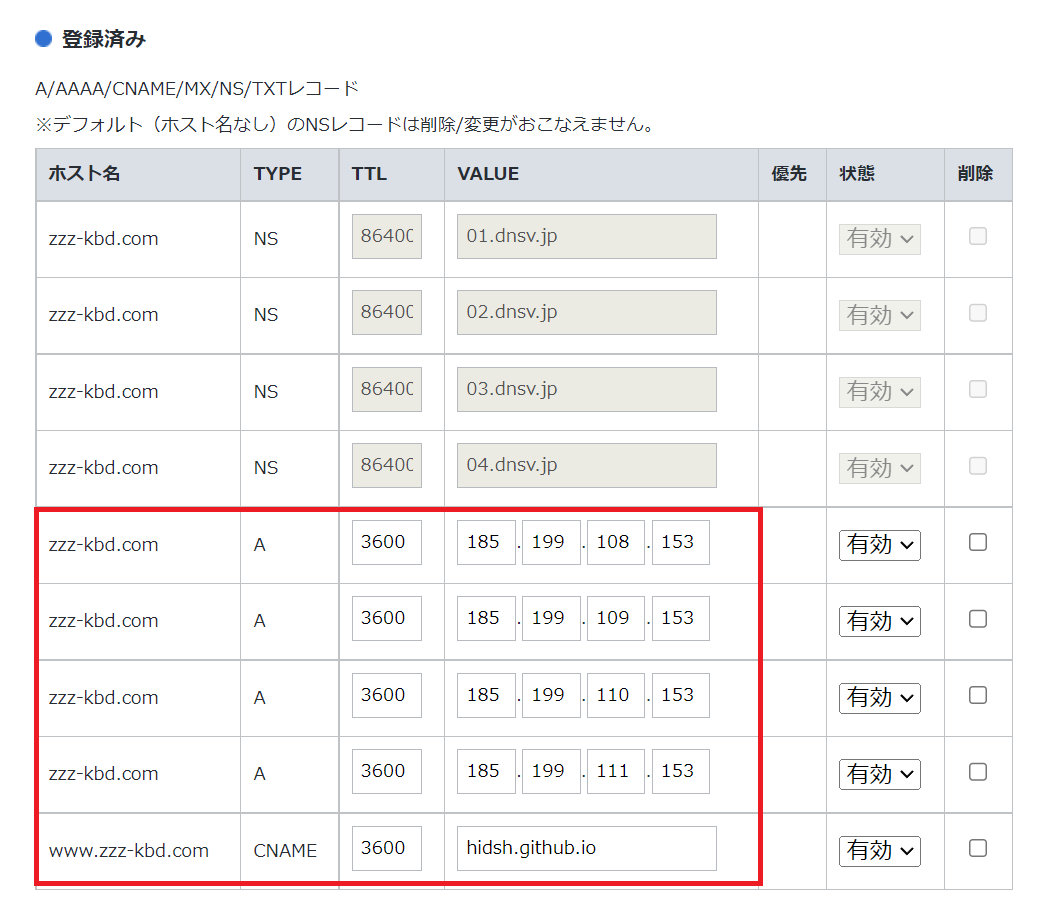 登録済み
A/AAAA/CNAME/MX/NS/TXTレコード
※デフォルト（ホスト名なし）のNSレコードは削除/変更がおこなえません。
ホスト名 TYPE TTL VALUE 優先 状態 削除
zzz-kbd.com NS 86400 01.dnsv.jp 有効
zzz-kbd.com NS 86400 02.dnsv.jp 有効
zzz-kbd.com NS 86400 03.dnsv.jp 有効
zzz-kbd.com NS 86400 04.dnsv.jp 有効
zzz-kbd.com A 3600 185 . 199 . 108 . 153 有効
zzz-kbd.com A 3600 185 . 199 . 109 . 153 有効
zzz-kbd.com A 3600 185 . 199 . 110 . 153 有効
zzz-kbd.com A 3600 185 . 199 . 111 . 153 有効
www.zzz-kbd.com CNAME 3600 hidsh.github.io 有効